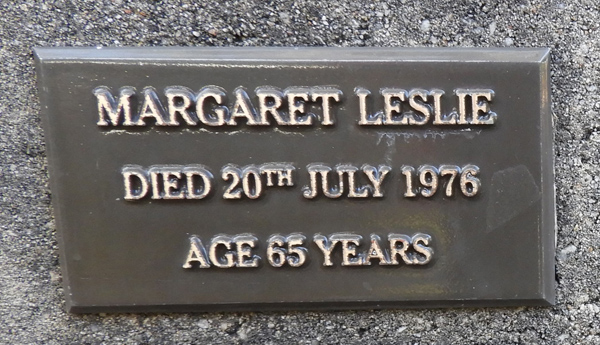 MARGARET LESLIE
DIED 20TH JULY 1976
AGE 65 YEARS